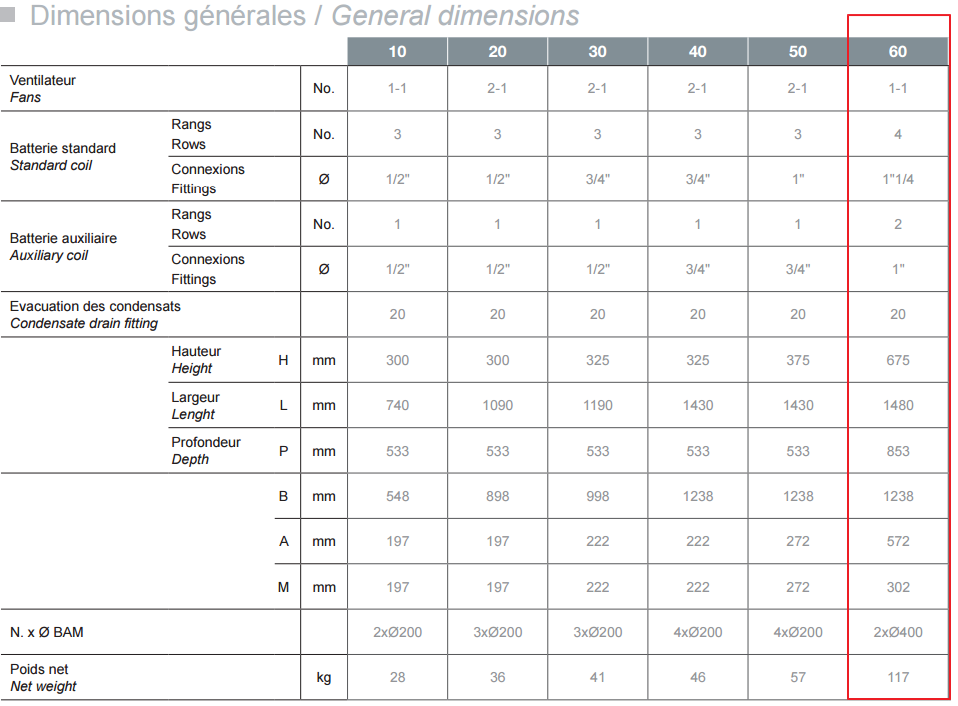 Dimensions générales / General dimensions
10 20 30 40 50 60
Ventilateur
Fans
No. 1-1 2-1 2-1 2-1 2-1 1-1
Batterie standard
Standard coil
Rangs
Rows
No. 3 3 3 3 3 4
Connexions
Fittings
Ø 1/2" 1/2" 3/4" 3/4" 1" 1"1/4
Batterie auxiliaire
Auxiliary coil
Rangs
Rows
No. 1 1 1 1 1 2
Connexions
Fittings
Ø 1/2" 1/2" 1/2" 3/4" 3/4" 1"
Evacuation des condensats
Condensate drain fitting
20 20 20 20 20 20
Hauteur
Height
H mm 300 300 325 325 375 675
Largeur
Lenght
L mm 740 1090 1190 1430 1430 1480
Profondeur
Depth
P mm 533 533 533 533 533 853
B mm 548 898 998 1238 1238 1238
A mm 197 197 222 222 272 572
M mm 197 197 222 222 272 302
N. x Ø BAM 2xØ200 3xØ200 3xØ200 4xØ200 4xØ200 2xØ400
Poids net
Net weight
kg 28 36 41 46 57 117